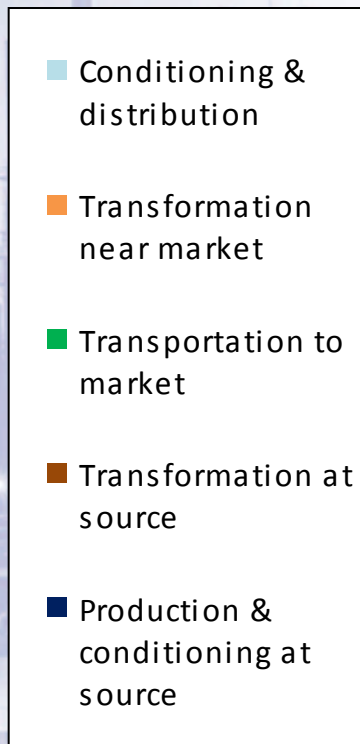 Conditioning &
distribution
Transformation
near market
Transportation to
market
Transformation at
source
Production &
conditioning at
source